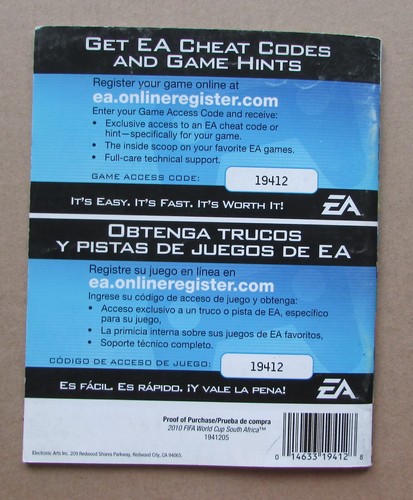 GET EA CHEAT CODES
AND GAME HINTS
Register your game online at
ea.onlineregister.com
Enter your Game Access Code and receive:
• Exclusive access to an EA cheat code or
hint—specifically for your game.
• The inside scoop on your favorite EA games.
• Full-care technical support.
GAME ACCESS CODE: 19412
IT'S EASY. IT'S FAST. IT'S WORTH IT! EA
OBTENGA TRUCOS
Y PISTAS DE JUEGOS DE EA
Registre su juego en línea en
ea.onlineregister.com
Ingrese su código de acceso de juego y obtenga:
• Acceso exclusivo a un truco o pista de EA, específico
para su juego,
• La primicia interna sobre sus juegos de EA favoritos,
• Soporte técnico completo.
CÓDIGO DE ACCESO DE JUEGO: 19412
ES FÁCIL. ES RÁPIDO. ¡Y VALE LA PENA! EA
Proof of Purchase/Prueba de compra
2010 FIFA World Cup South Africa™
1941205
Electronic Arts Inc. 209 Redwood Shores Parkway, Redwood City, CA 94065.
0 14633 19412 8